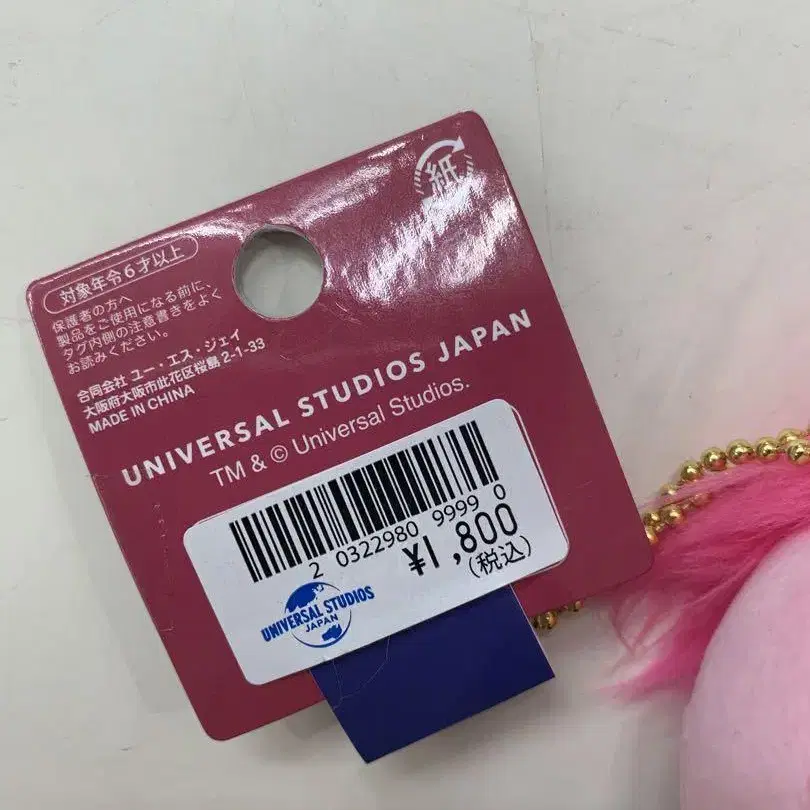 紙
対象年令6才以上
保護者の方へ
製品をご使用になる前に、
タグ内側の注意書きをよく
お読みください。
合同会社 ユー・エス・ジェイ
大阪府大阪市此花区桜島2-1-33
MADE IN CHINA
UNIVERSAL STUDIOS JAPAN
TM & © Universal Studios.
2 0322980 9999 0
¥1,800
(税込)
UNIVERSAL STUDIOS
JAPAN